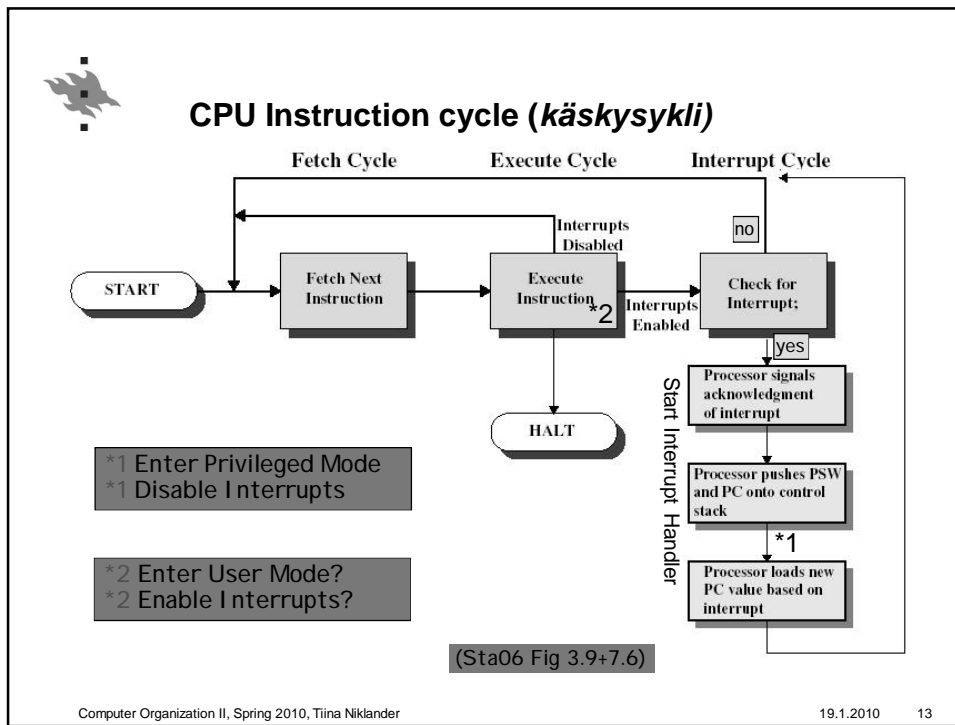 CPU Instruction cycle (käskysykli)
Fetch Cycle
Execute Cycle
Interrupt Cycle
Interrupts
Disabled
no
START
Fetch Next
Instruction
Execute
Instruction
*2
Interrupts
Enabled
Check for
Interrupt;
yes
Start Interrupt Handler
Processor signals
acknowledgment
of interrupt
HALT
Processor pushes PSW
and PC onto control
stack
*1
Processor loads new
PC value based on
interrupt
*1 Enter Privileged Mode
*1 Disable Interrupts
*2 Enter User Mode?
*2 Enable Interrupts?
(Sta06 Fig 3.9+7.6)
Computer Organization II, Spring 2010, Tiina Niklander
19.1.2010
13